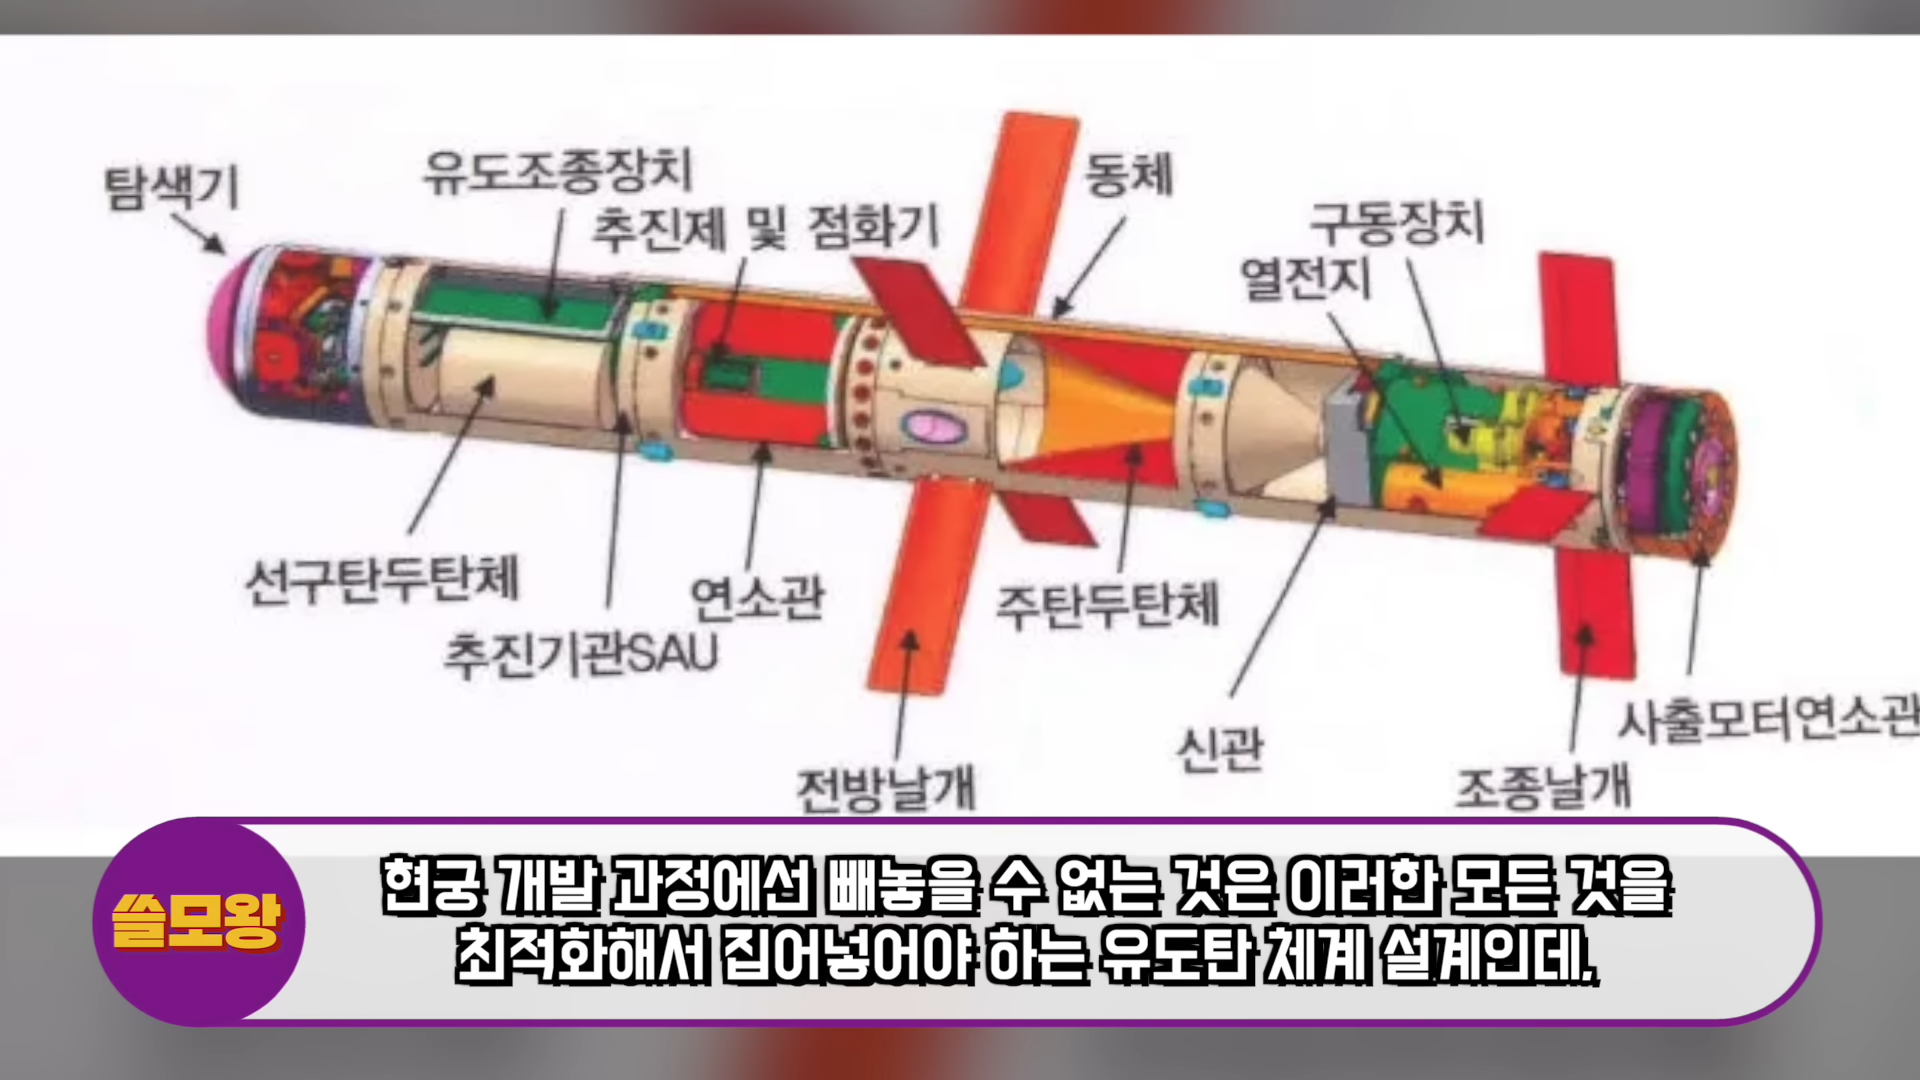 탐색기
유도조종장치
추진제 및 점화기
동체
구동장치
열전지
선구탄두탄체
추진기관SAU
연소관
주탄두탄체
전방날개
신관
조종날개
사출모터연소관
쓸모왕
현궁 개발 과정에선 빼놓을 수 없는 것은 이러한 모든 것을
최적화해서 집어넣어야 하는 유도탄 체계 설계인데,